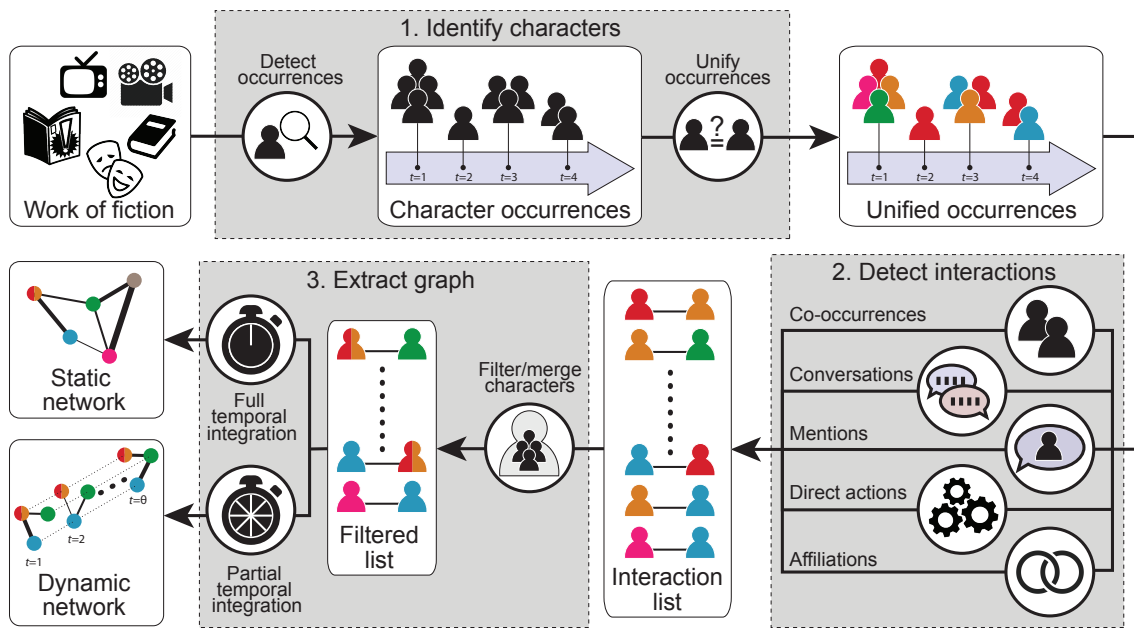 1. Identify characters
Detect
occurrences
Unify
occurrences
?
=
t=1
t=2
t=3
t=4
t=1
t=2
t=3
t=4
Work of fiction
Character occurrences
Unified occurrences
3. Extract graph
2. Detect interactions
Co-occurrences
Conversations
Mentions
Direct actions
Affiliations
Filter/merge
characters
Static
network
Full
temporal
integration
t=1
t=2
t=θ
Dynamic
network
Partial
temporal
integration
Filtered
list
Interaction
list